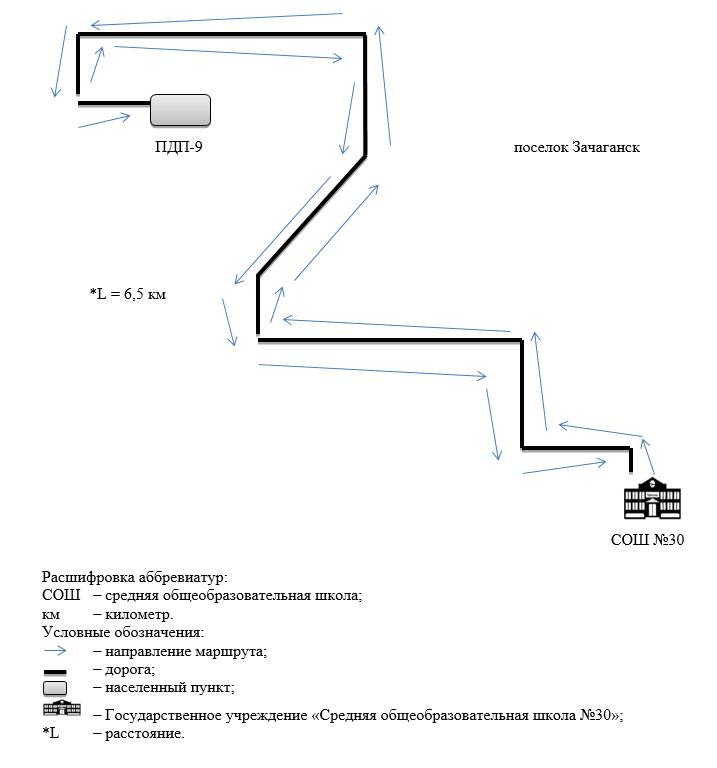 ПДП-9
поселок Зачаганск
*L = 6,5 км
СОШ №30
Расшифровка аббревиатур:
СОШ – средняя общеобразовательная школа;
км – километр.
Условные обозначения:
– направление маршрута;
– дорога;
– населенный пункт;
– Государственное учреждение «Средняя общеобразовательная школа №30»;
*L – расстояние.